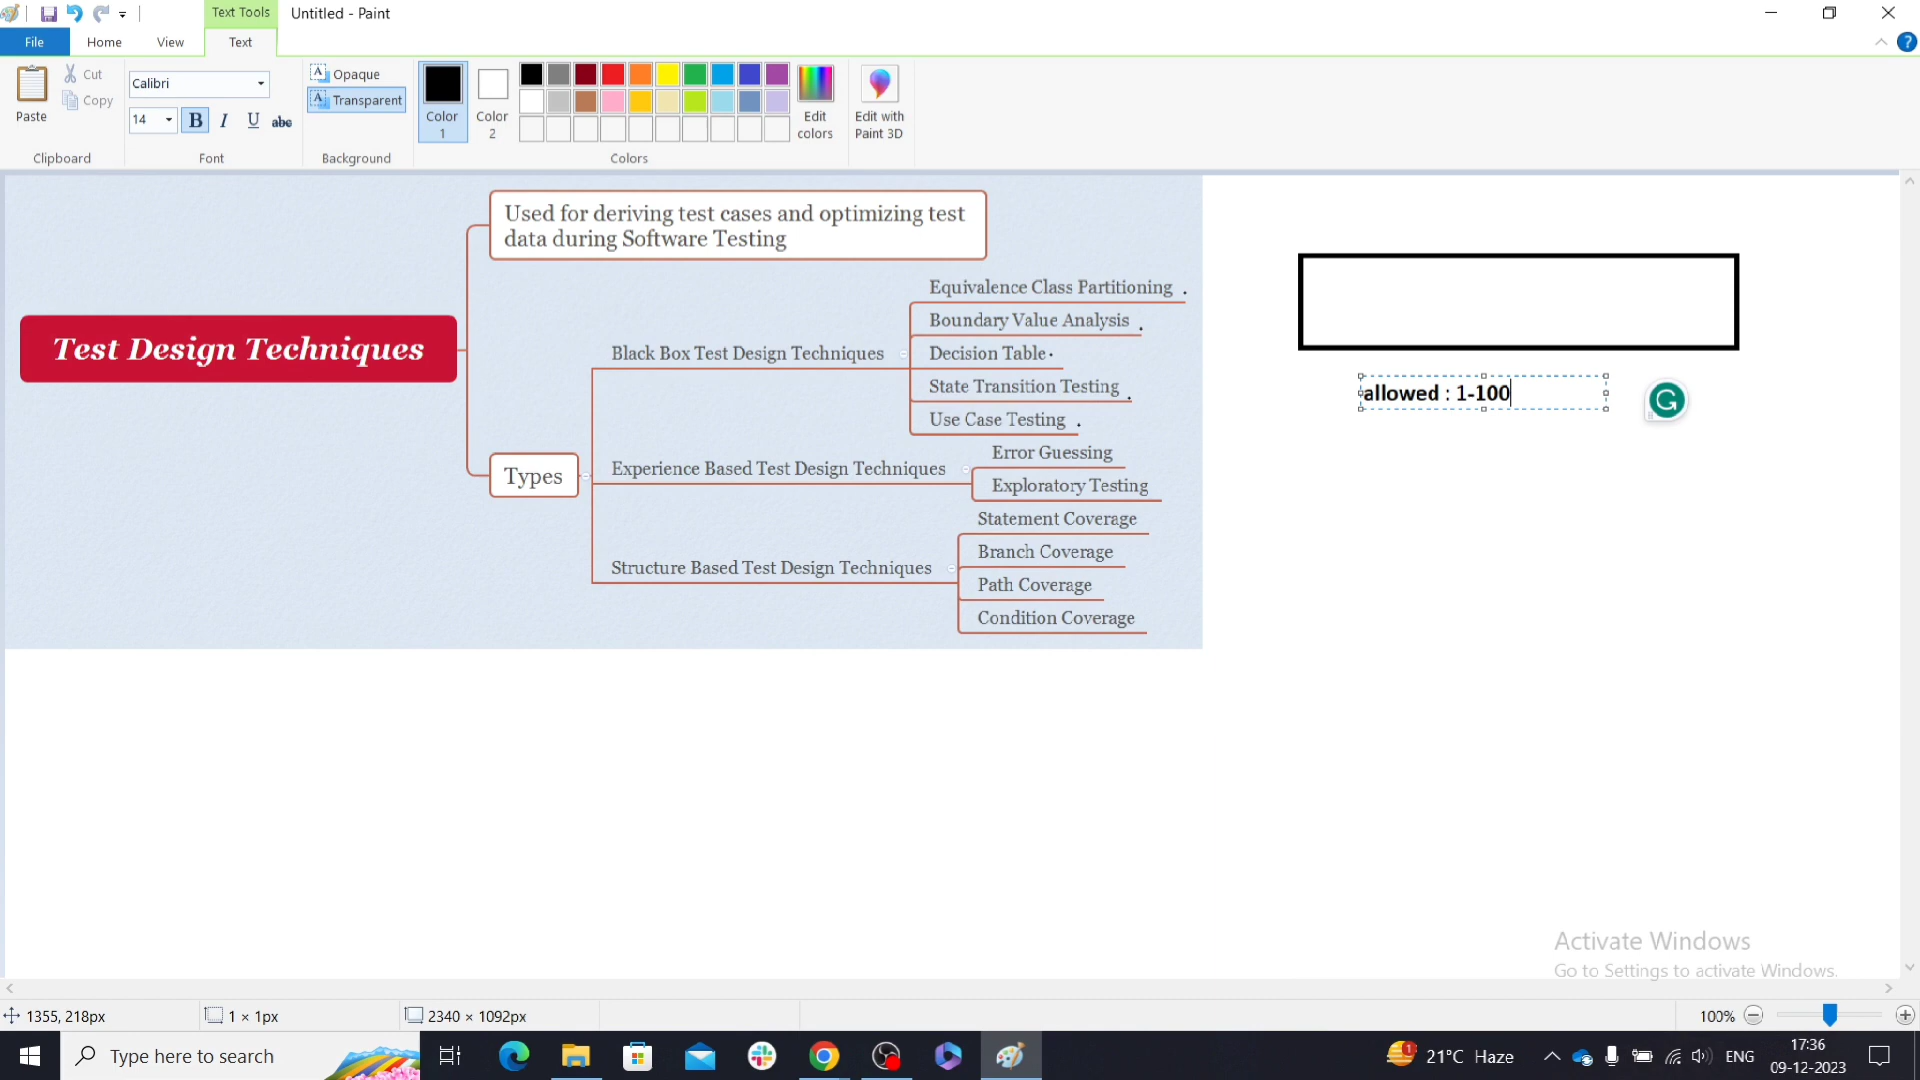 Text Tools
Untitled - Paint
File
Home
View
Text
Paste
Cut
Copy
Clipboard
Calibri
14
B I U abc
Font
Opaque
Transparent
Background
Color 1
Color 2
Edit colors
Colors
Edit with Paint 3D
Used for deriving test cases and optimizing test
data during Software Testing
Test Design Techniques
Types
Black Box Test Design Techniques
Equivalence Class Partitioning
Boundary Value Analysis
Decision Table
State Transition Testing
Use Case Testing
Experience Based Test Design Techniques
Error Guessing
Exploratory Testing
Structure Based Test Design Techniques
Statement Coverage
Branch Coverage
Path Coverage
Condition Coverage
allowed : 1-100
Activate Windows
Go to Settings to activate Windows.
1355, 218px
1 × 1px
2340 × 1092px
100%
Type here to search
1
21°C Haze
ENG
17:36
09-12-2023